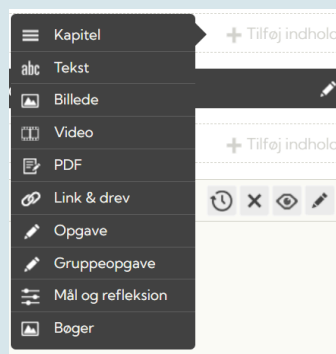 Kapitel
abc Tekst
Billede
Video
PDF
Link & drev
Opgave
Gruppeopgave
Mål og refleksion
Bøger
+ Tilføj indhold
+ Tilføj indhold